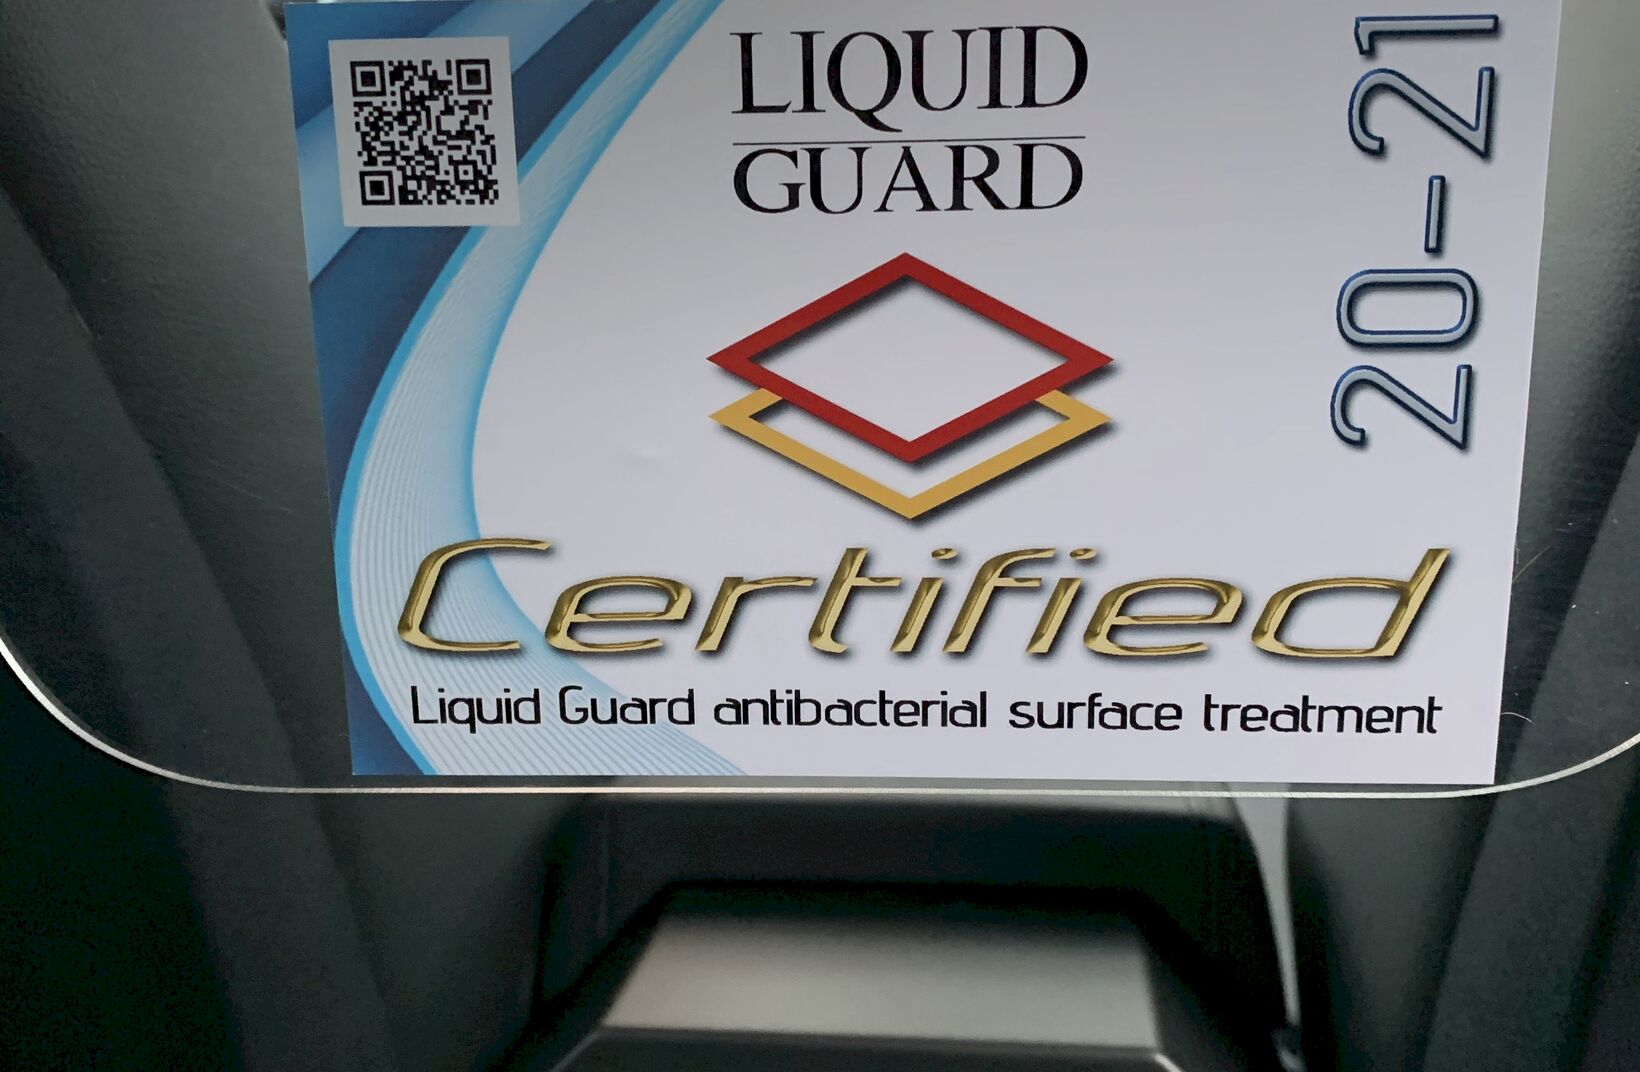 LIQUID
GUARD
20-21
Certified
Liquid Guard antibacterial surface treatment